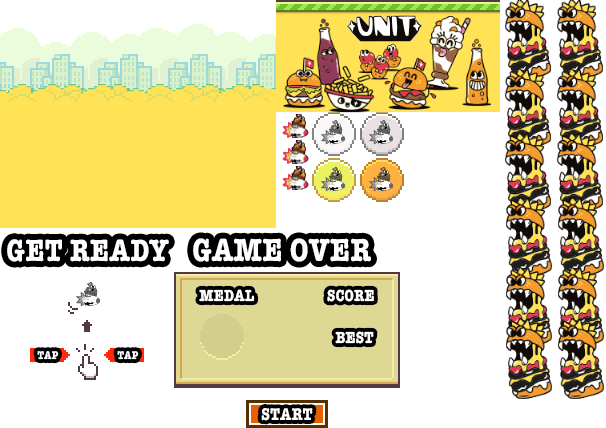 UNIT
GET READY
GAME OVER
MEDAL
SCORE
BEST
TAP
TAP
START